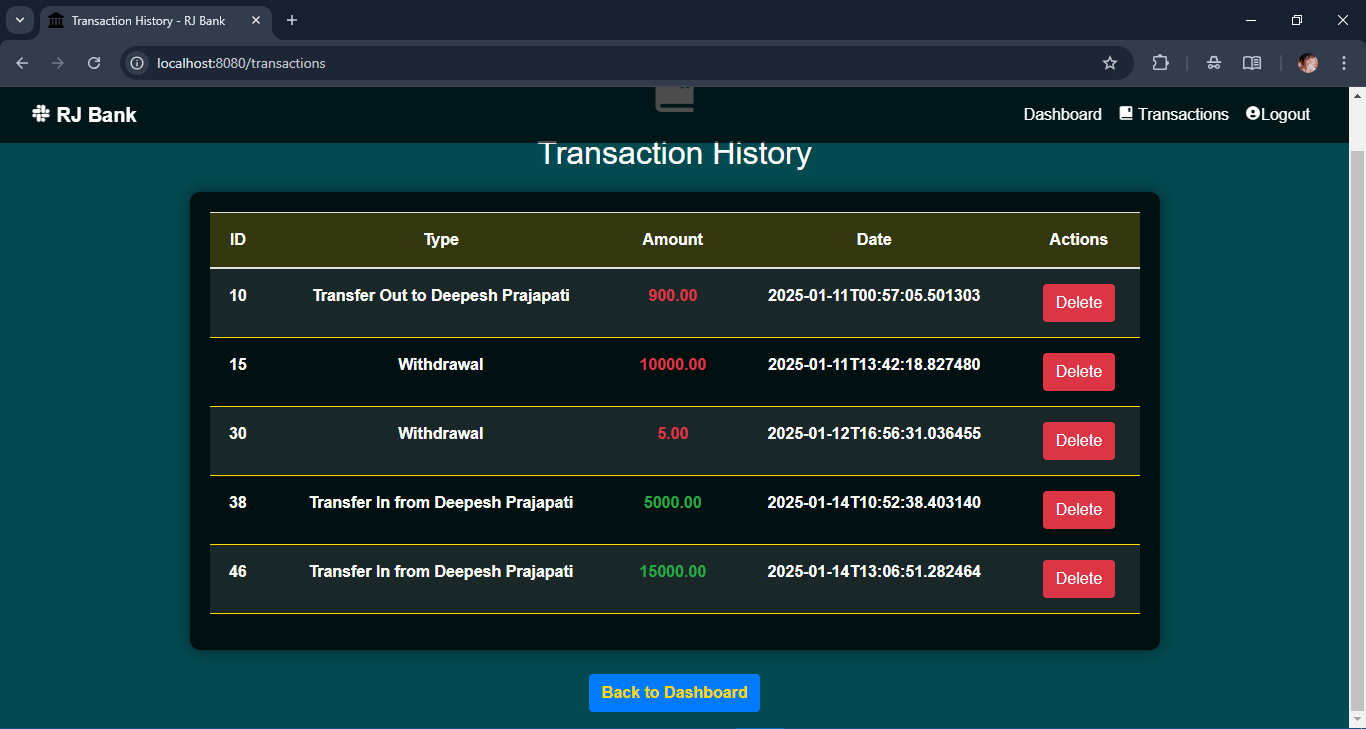 Transaction History - RJ Bank
localhost:8080/transactions
RJ Bank
Dashboard Transactions Logout
Transaction History
ID Type Amount Date Actions
10 Transfer Out to Deepesh Prajapati 900.00 2025-01-11T00:57:05.501303 Delete
15 Withdrawal 10000.00 2025-01-11T13:42:18.827480 Delete
30 Withdrawal 5.00 2025-01-12T16:56:31.036455 Delete
38 Transfer In from Deepesh Prajapati 5000.00 2025-01-14T10:52:38.403140 Delete
46 Transfer In from Deepesh Prajapati 15000.00 2025-01-14T13:06:51.282464 Delete
Back to Dashboard